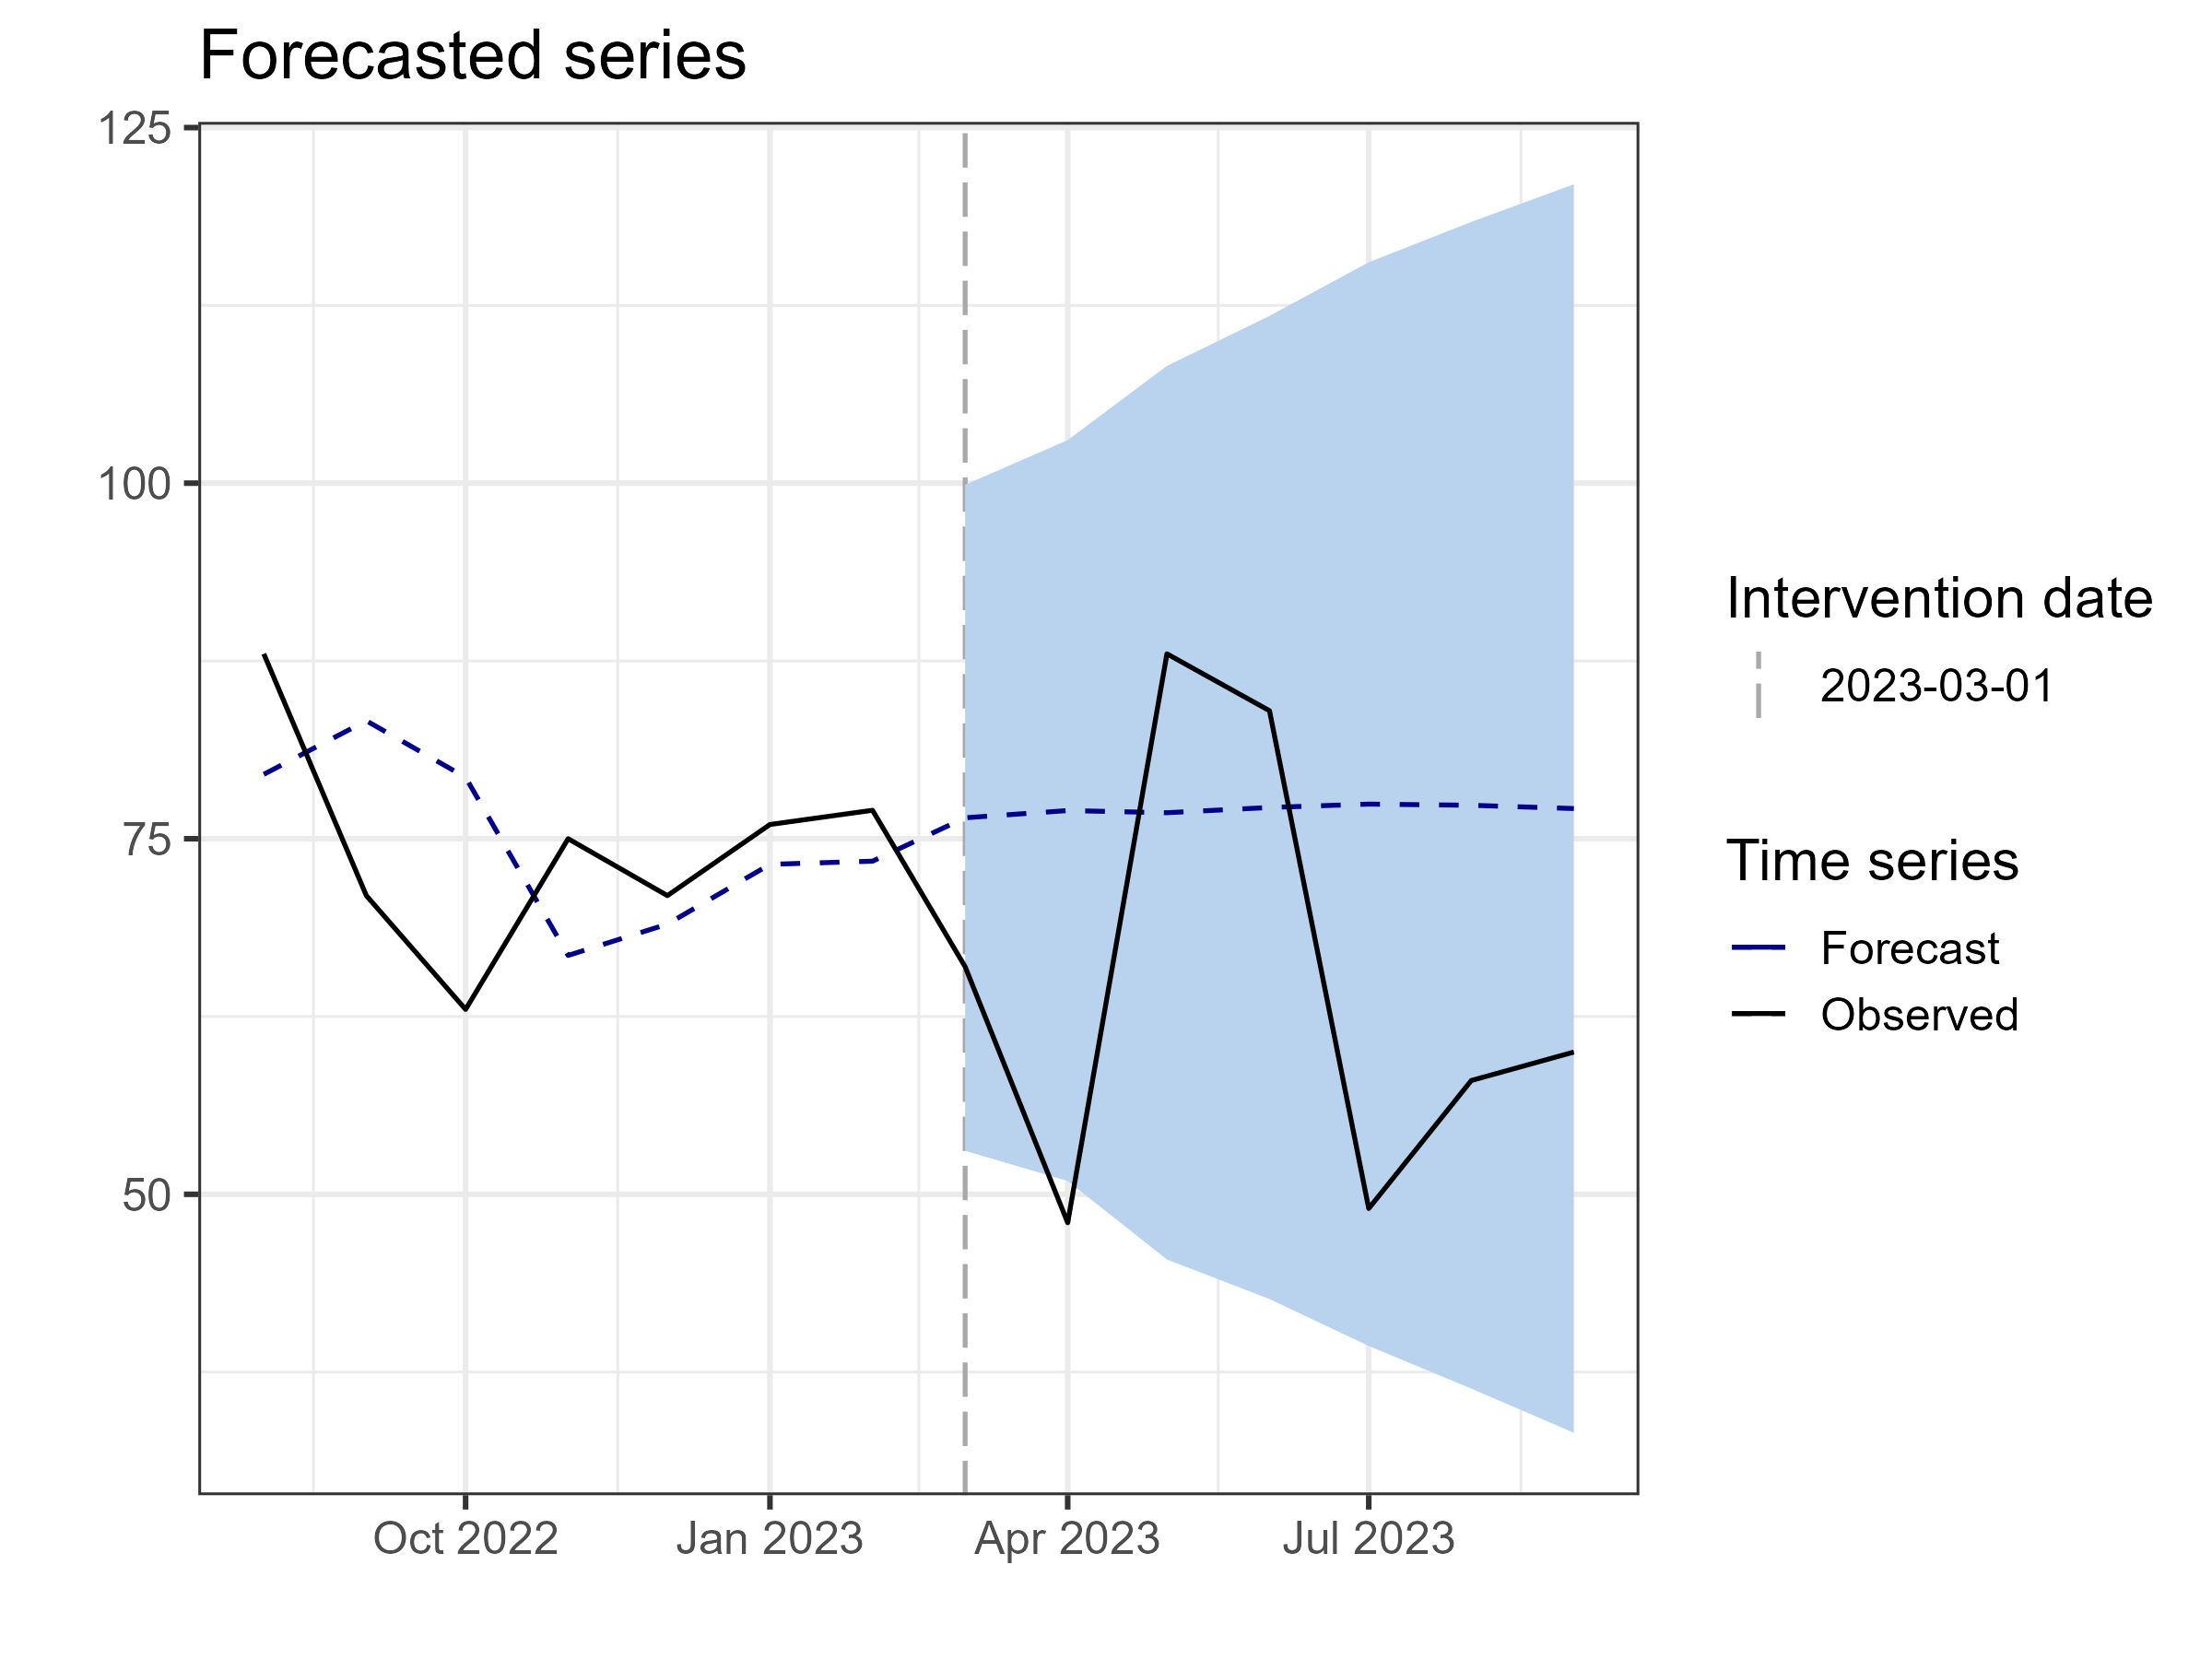 Forecasted series
125
100
75
50
Oct 2022
Jan 2023
Apr 2023
Jul 2023
Intervention date
2023-03-01
Time series
Forecast
Observed